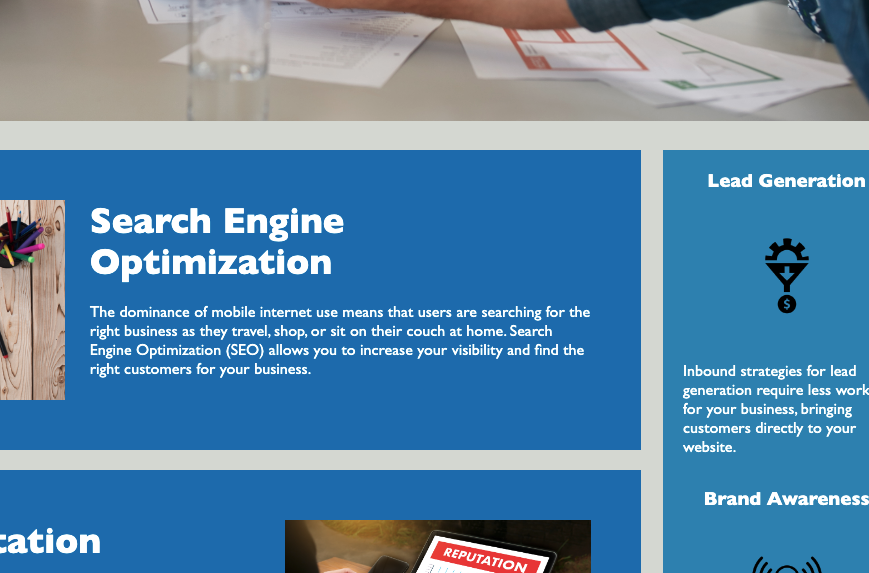 Search Engine
Optimization
The dominance of mobile internet use means that users are searching for the
right business as they travel, shop, or sit on their couch at home. Search
Engine Optimization (SEO) allows you to increase your visibility and find the
right customers for your business.
Lead Generation
$
Inbound strategies for lead
generation require less work
for your business, bringing
customers directly to your
website.
Brand Awareness
tation
REPUTATION